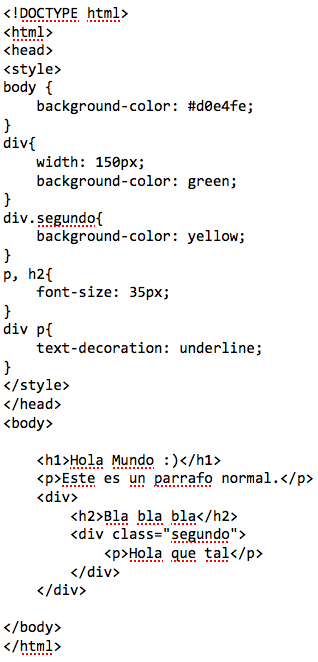 <!DOCTYPE html>
<html>
<head>
<style>
body {
    background-color: #d0e4fe;
}
div{
    width: 150px;
    background-color: green;
}
div.segundo{
    background-color: yellow;
}
p, h2{
    font-size: 35px;
}
div p{
    text-decoration: underline;
}
</style>
</head>
<body>

    <h1>Hola Mundo :)</h1>
    <p>Este es un parrafo normal.</p>
    <div>
        <h2>Bla bla bla</h2>
        <div class="segundo">
            <p>Hola que tal</p>
        </div>
    </div>

</body>
</html>